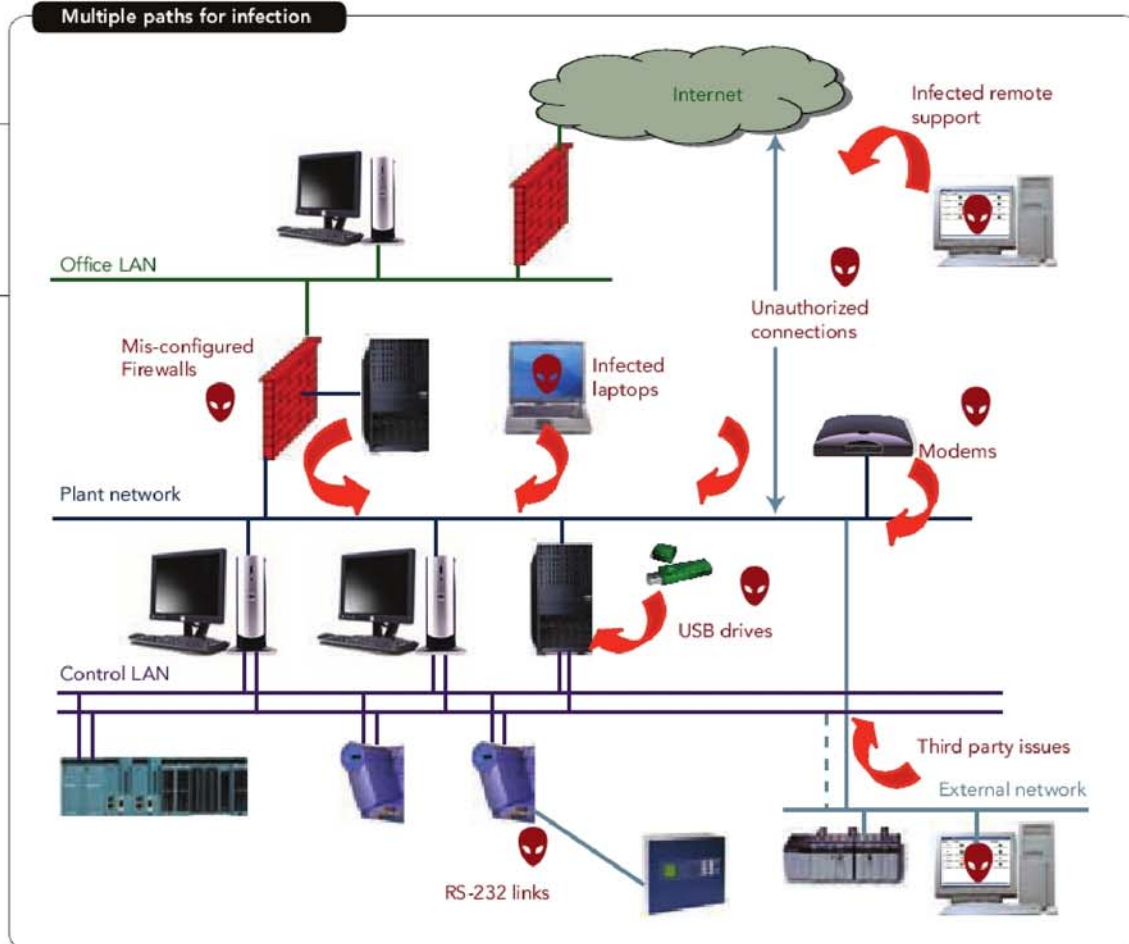 Multiple paths for infection
Internet
Infected remote
support
Office LAN
Unauthorized
connections
Mis-configured
Firewalls
Infected
laptops
Modems
Plant network
USB drives
Control LAN
Third party issues
External network
RS-232 links